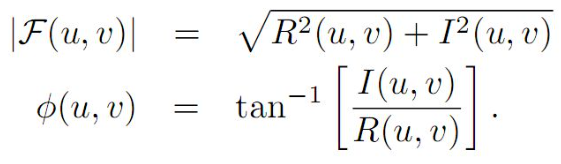 |ℱ(u, v)| = √(R²(u, v) + I²(u, v))
ϕ(u, v) = tan⁻¹ [I(u, v) / R(u, v)].